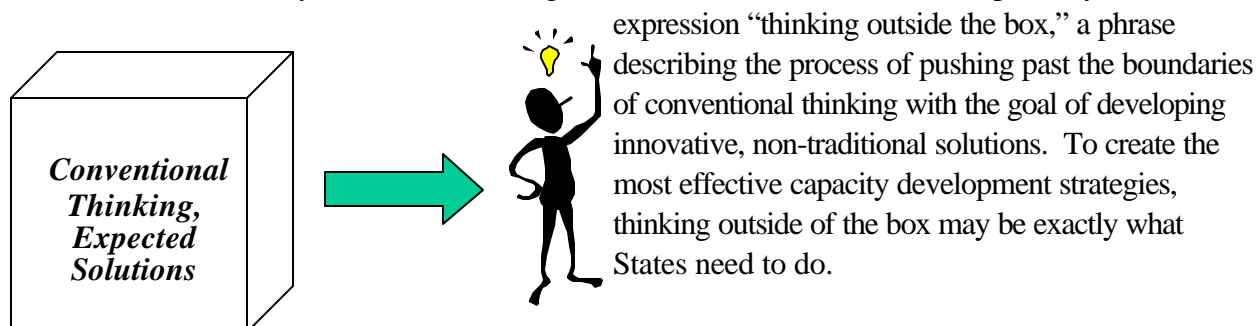 expression “thinking outside the box,” a phrase
describing the process of pushing past the boundaries
of conventional thinking with the goal of developing
innovative, non-traditional solutions.  To create the
most effective capacity development strategies,
thinking outside of the box may be exactly what
States need to do.
Conventional
Thinking,
Expected
Solutions